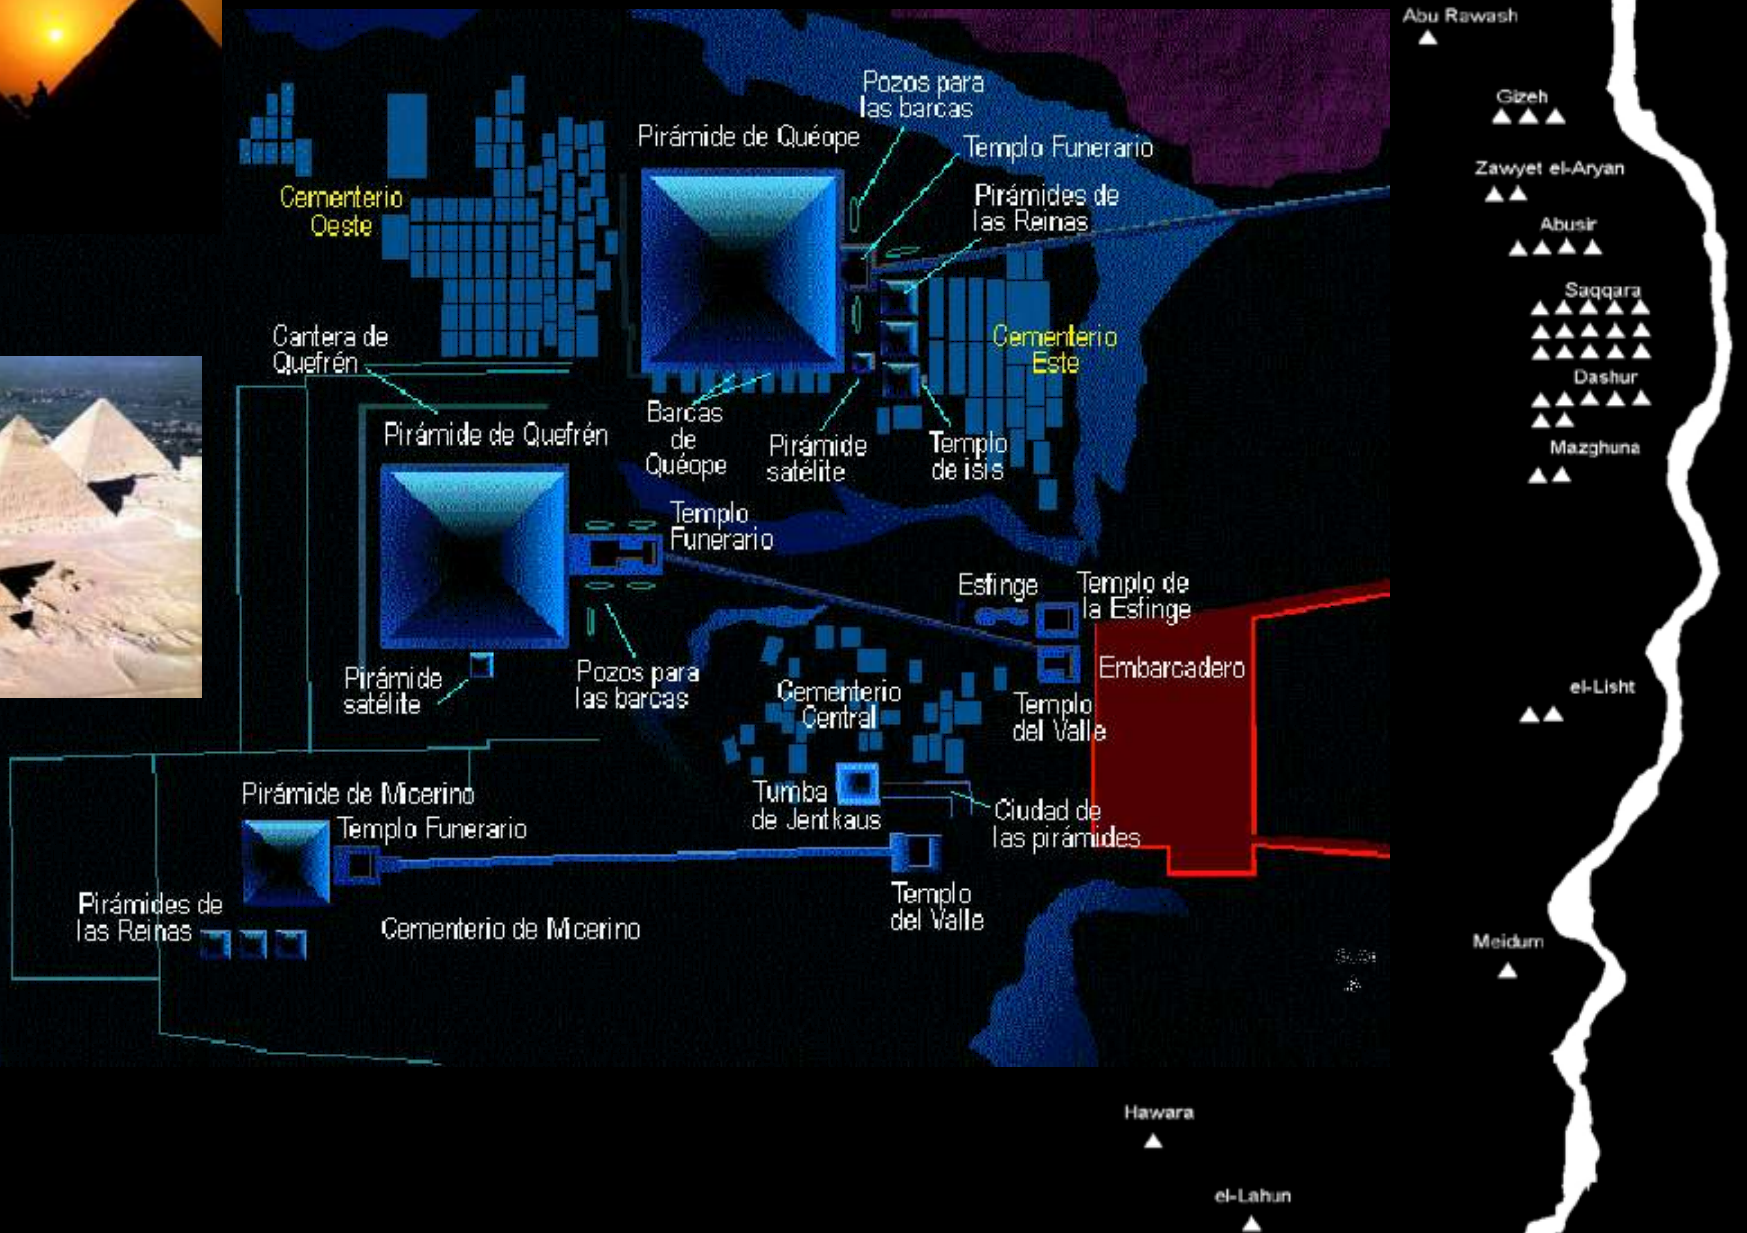 Pozos para
las barcas
Pirámide de Quéope
Templo Funerario
Pirámides de
las Reinas
Cementerio
Oeste
Cantera de
Quefrén
Cementerio
Este
Barcas
de
Quéope
Pirámide
satélite
Templo
de isis
Pirámide de Quefrén
Templo
Funerario
Esfinge
Templo de
la Esfinge
Embarcadero
Pirámide
satélite
Pozos para
las barcas
Cementerio
Central
Templo
del Valle
Pirámide de Micerino
Templo Funerario
Tumba
de Jentkaus
Ciudad de
las pirámides
Pirámides de
las Reinas
Cementerio de Micerino
Templo
del Valle
Abu Rawash
Gizeh
Zawyet el-Aryan
Abusir
Saqqara
Dashur
Mazghuna
el-Lisht
Meidum
Hawara
el-Lahun